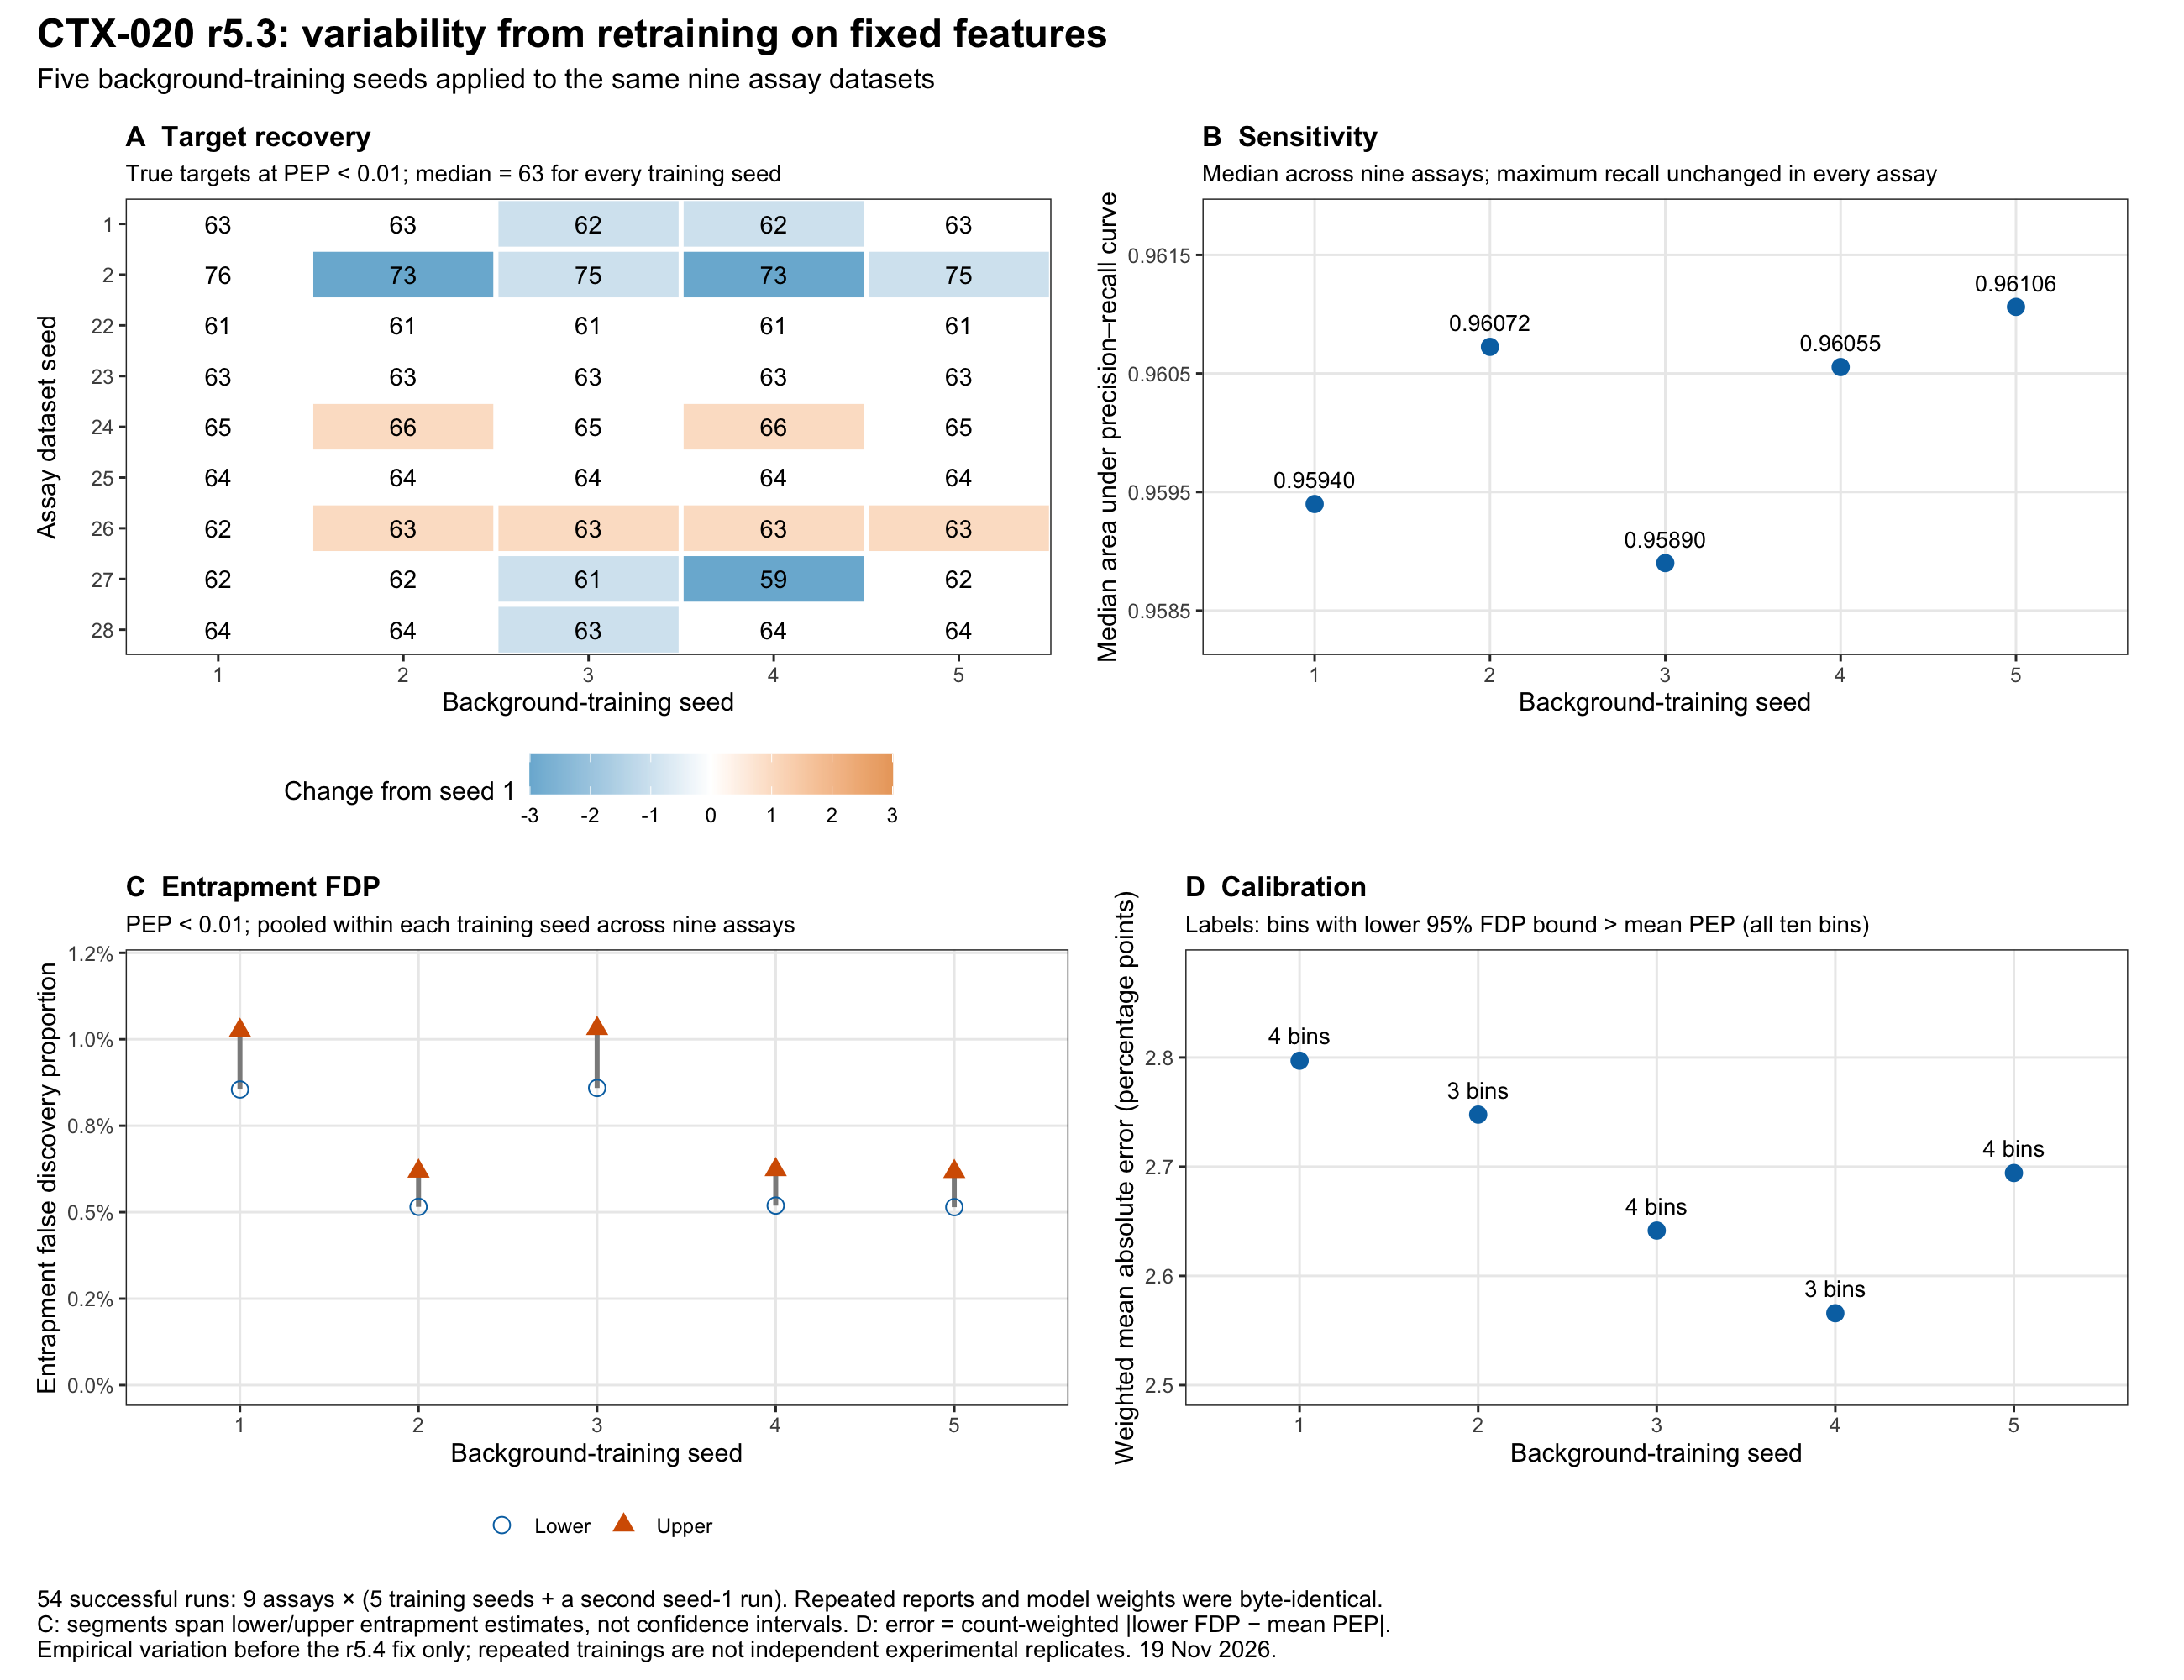 CTX-020 r5.3: variability from retraining on fixed features
Five background-training seeds applied to the same nine assay datasets
A Target recovery
True targets at PEP < 0.01; median = 63 for every training seed
Assay dataset seed
1 63 63 62 62 63
2 76 73 75 73 75
22 61 61 61 61 61
23 63 63 63 63 63
24 65 66 65 66 65
25 64 64 64 64 64
26 62 63 63 63 63
27 62 62 61 59 62
28 64 64 63 64 64
1 2 3 4 5
Background-training seed
Change from seed 1
-3 -2 -1 0 1 2 3
B Sensitivity
Median across nine assays; maximum recall unchanged in every assay
Median area under precision–recall curve
0.9615
0.9605
0.9595
0.9585
0.95940
0.96072
0.95890
0.96055
0.96106
1 2 3 4 5
Background-training seed
C Entrapment FDP
PEP < 0.01; pooled within each training seed across nine assays
Entrapment false discovery proportion
1.2%
1.0%
0.8%
0.5%
0.2%
0.0%
1 2 3 4 5
Background-training seed
Lower Upper
D Calibration
Labels: bins with lower 95% FDP bound > mean PEP (all ten bins)
Weighted mean absolute error (percentage points)
2.8
2.7
2.6
2.5
4 bins
3 bins
4 bins
3 bins
4 bins
1 2 3 4 5
Background-training seed
54 successful runs: 9 assays × (5 training seeds + a second seed-1 run). Repeated reports and model weights were byte-identical.
C: segments span lower/upper entrapment estimates, not confidence intervals. D: error = count-weighted |lower FDP − mean PEP|.
Empirical variation before the r5.4 fix only; repeated trainings are not independent experimental replicates. 19 Nov 2026.